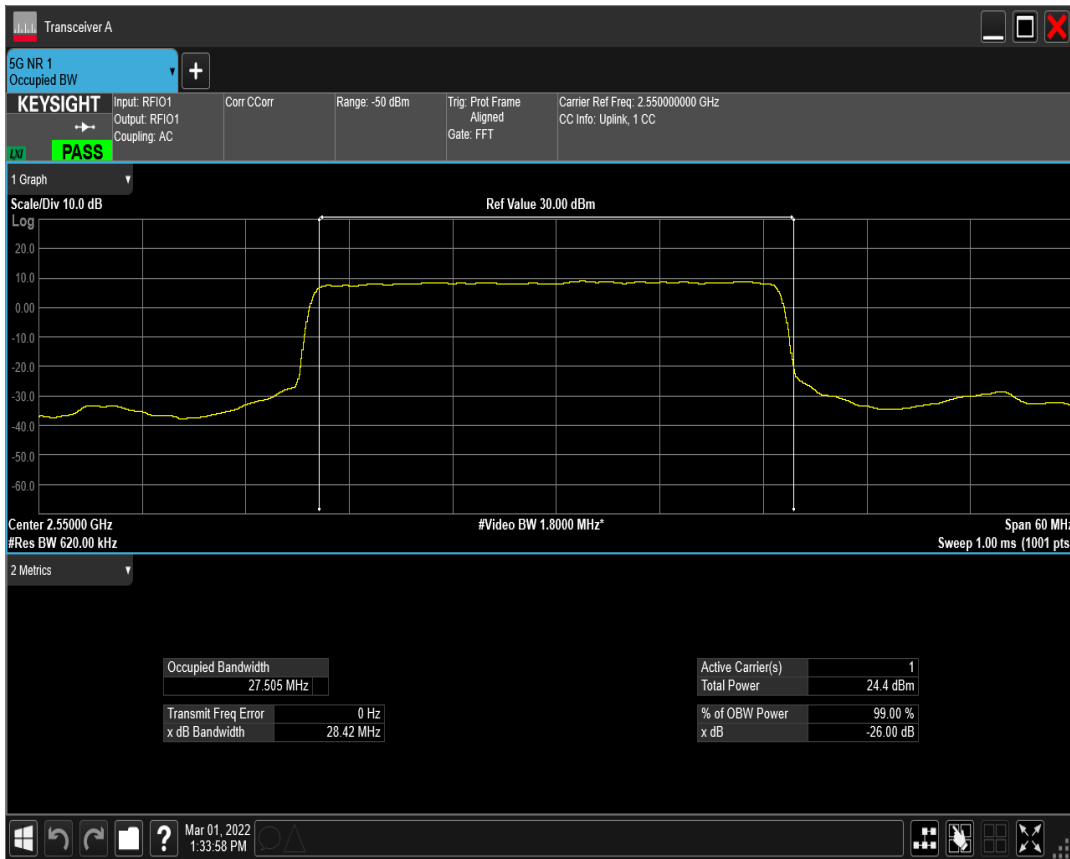 Transceiver A
5G NR 1
Occupied BW
KEYSIGHT
LXI
PASS
Input: RFIO1
Output: RFIO1
Coupling: AC
Corr CCorr
Range: -50 dBm
Trig: Prot Frame
Aligned
Gate: FFT
Carrier Ref Freq: 2.550000000 GHz
CC Info: Uplink, 1 CC
1 Graph
Scale/Div 10.0 dB
Ref Value 30.00 dBm
Log
20.0
10.0
0.00
-10.0
-20.0
-30.0
-40.0
-50.0
-60.0
Center 2.55000 GHz
#Video BW 1.8000 MHz*
Span 60 MHz
#Res BW 620.00 kHz
Sweep 1.00 ms (1001 pts
2 Metrics
Occupied Bandwidth
27.505 MHz
Transmit Freq Error 0 Hz
x dB Bandwidth 28.42 MHz
Active Carrier(s) 1
Total Power 24.4 dBm
% of OBW Power 99.00 %
x dB -26.00 dB
?
Mar 01, 2022
1:33:58 PM